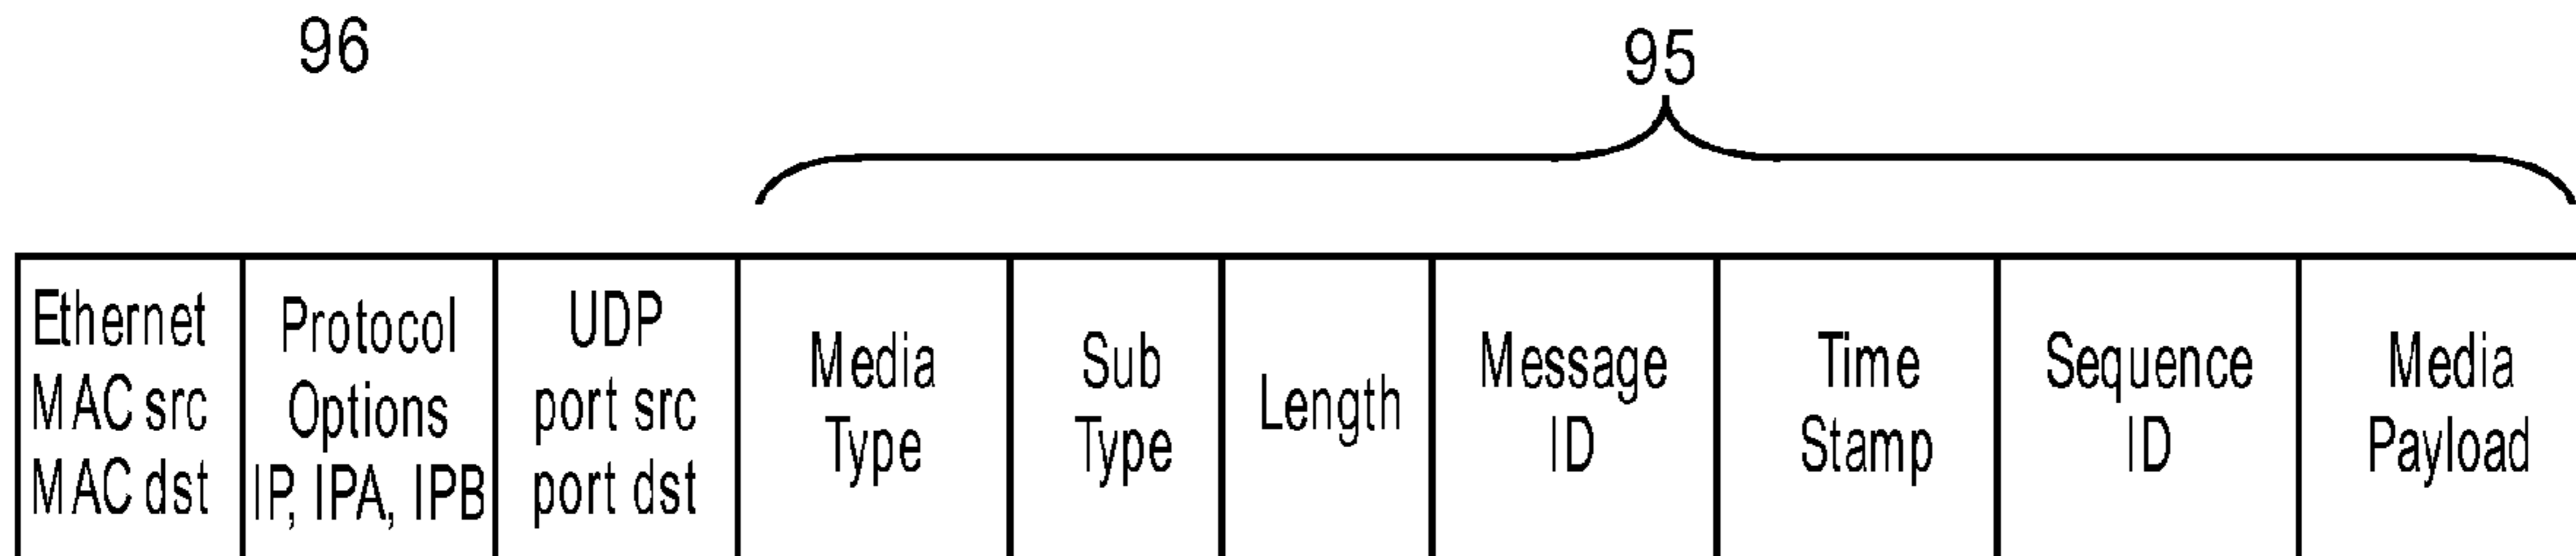 96
95
Ethernet
MAC src
MAC dst
Protocol
Options
IP, IPA, IPB
UDP
port src
port dst
Media
Type
Sub
Type
Length
Message
ID
Time
Stamp
Sequence
ID
Media
Payload